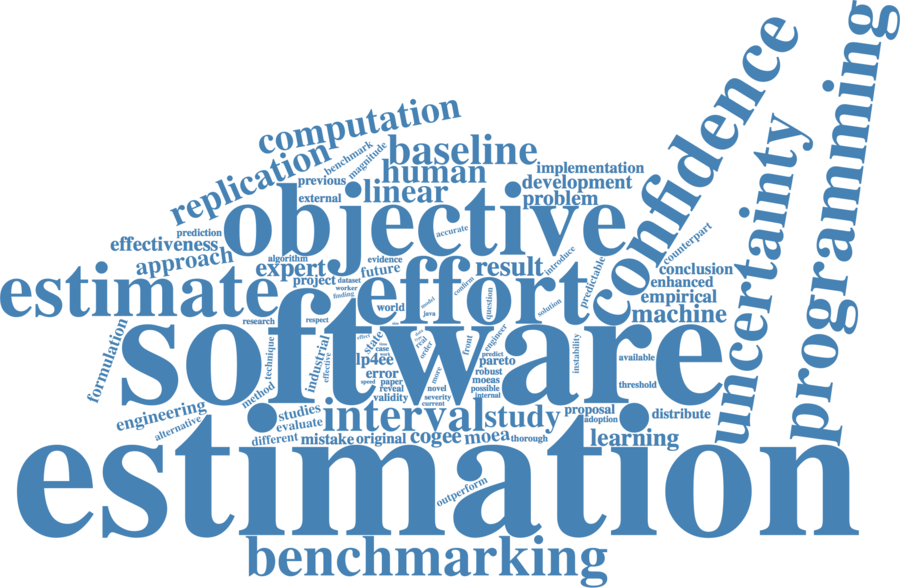 programming
confidence
computation
uncertainty
baseline
replication
benchmark
magnitude
human
implementation
previous
development
linear
external
problem
objective
prediction
accurate
effectiveness
counterpart
approach
algorithm
evidence
introduce
expert
future
result
predictable
conclusion
project
dataset
confirm
enhanced
estimate
worker
effort
empirical
finding
world
model
question
solution
java
machine
research
respect
software
formulation
technique
industrial
effective
state
case
real
order
front
engineer
instability
lp4ee
predict
pareto
available
error
robust
speed
paper
more
moeas
threshold
method
reveal
novel
possible
validity
severity
internal
current
engineering
studies
interval
study
proposal
adoption
distribute
alternative
evaluate
different
mistake
original
cogee
moea
thorough
learning
estimation
outperform
benchmarking